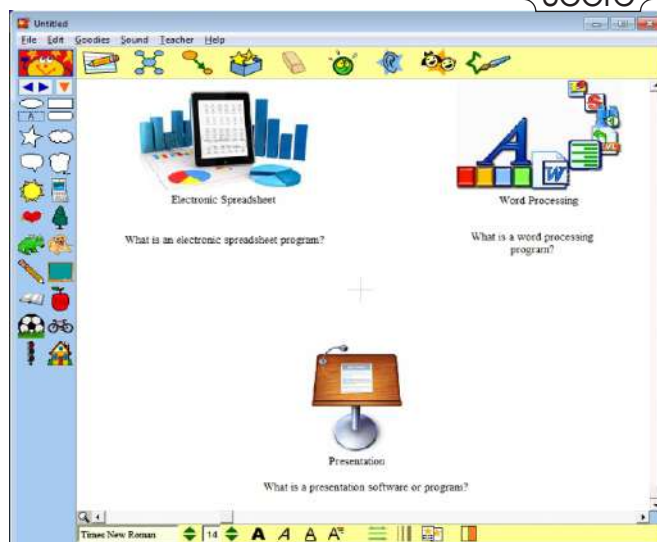 Untitled
File Edit Goodies Sound Teacher Help
A
Electronic Spreadsheet
Word Processing
What is an electronic spreadsheet program?
What is a word processing
program?
Presentation
What is a presentation software or program?
Times New Roman 14 A A A A